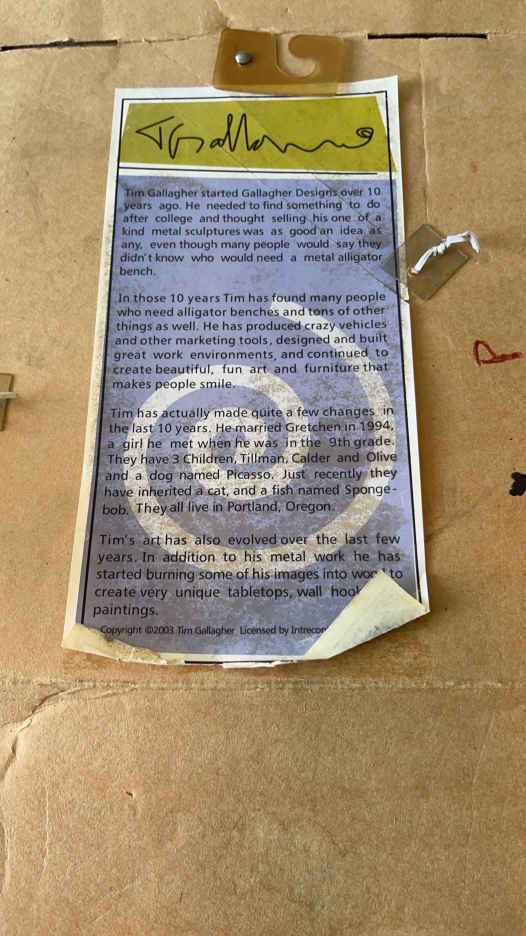 T Gallagher
Tim Gallagher started Gallagher Designs over 10
years ago. He needed to find something to do
after college and thought selling his one of a
kind metal sculptures was as good an idea as
any, even though many people would say they
didn't know who would need a metal alligator
bench.
In those 10 years Tim has found many people
who need alligator benches and tons of other
things as well. He has produced crazy vehicles
and other marketing tools, designed and built
great work environments, and continued to
create beautiful, fun art and furniture that
makes people smile.
Tim has actually made quite a few changes in
the last 10 years. He married Gretchen in 1994,
a girl he met when he was in the 9th grade.
They have 3 Children, Tillman, Calder and Olive
and a dog named Picasso. Just recently they
have inherited a cat, and a fish named Sponge-
bob. They all live in Portland, Oregon.
Tim's art has also evolved over the last few
years. In addition to his metal work he has
started burning some of his images into wood to
create very unique tabletops, wall
paintings.
Copyright ©2003 Tim Gallagher Licensed by